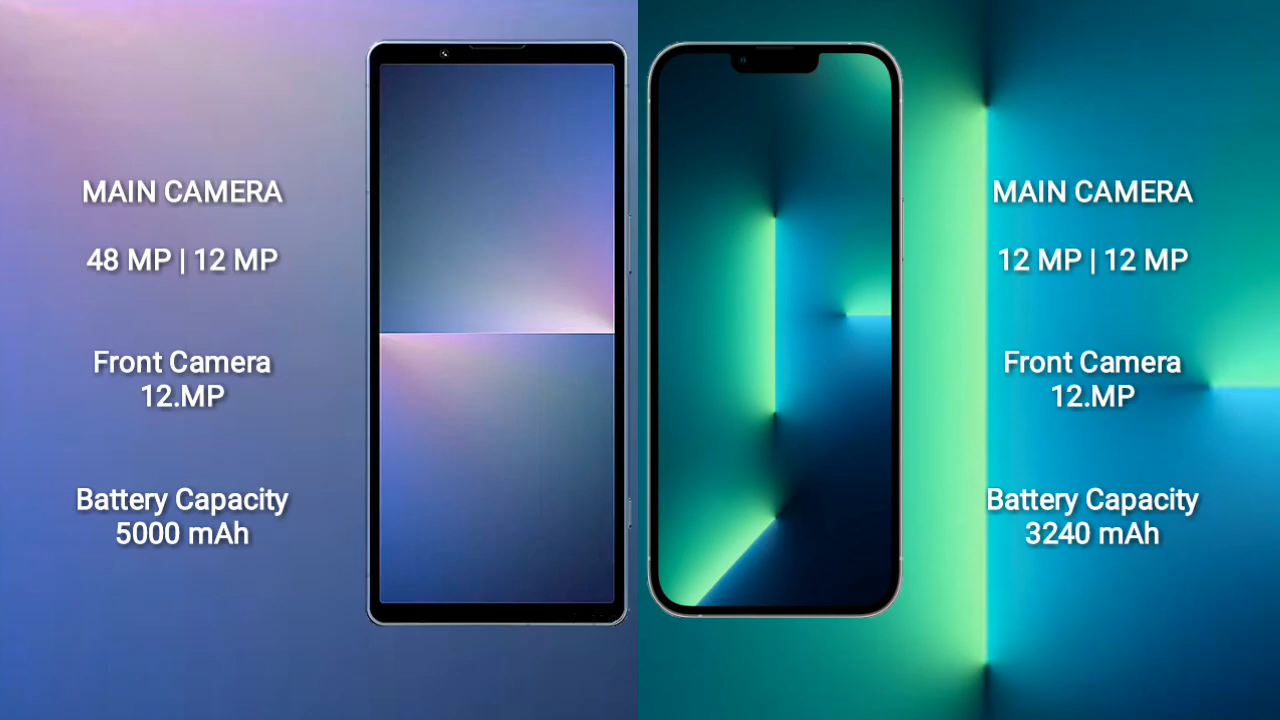 MAIN CAMERA
48 MP | 12 MP
Front Camera
12.MP
Battery Capacity
5000 mAh
MAIN CAMERA
12 MP | 12 MP
Front Camera
12.MP
Battery Capacity
3240 mAh